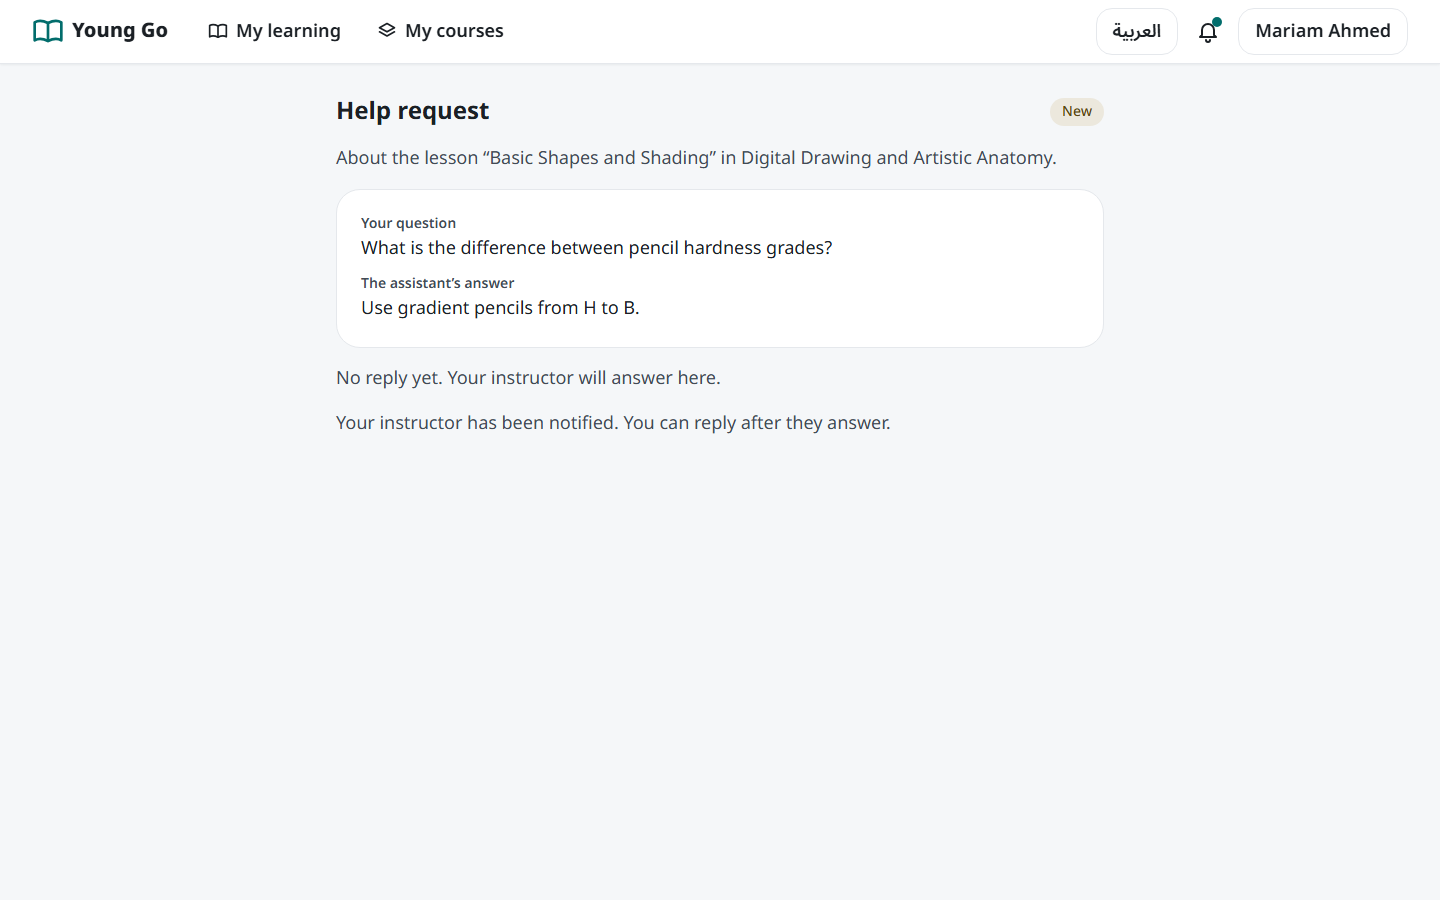 Young Go
My learning
My courses
العربية
Mariam Ahmed
Help request
New
About the lesson “Basic Shapes and Shading” in Digital Drawing and Artistic Anatomy.
Your question
What is the difference between pencil hardness grades?
The assistant’s answer
Use gradient pencils from H to B.
No reply yet. Your instructor will answer here.
Your instructor has been notified. You can reply after they answer.